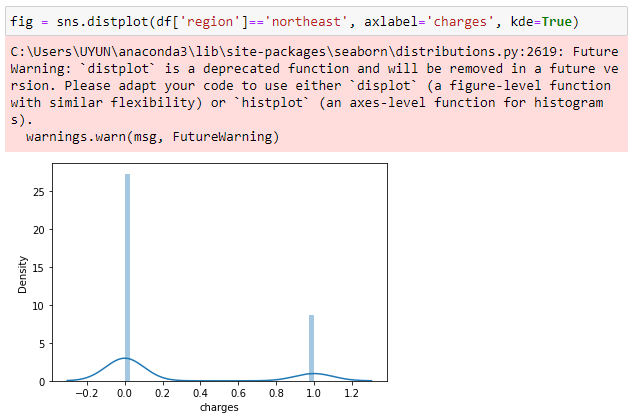 fig = sns.distplot(df['region']=='northeast', axlabel='charges', kde=True)
C:\Users\UYUN\anaconda3\lib\site-packages\seaborn\distributions.py:2619: Future
Warning: `distplot` is a deprecated function and will be removed in a future ve
rsion. Please adapt your code to use either `displot` (a figure-level function
with similar flexibility) or `histplot` (an axes-level function for histogram
s).
warnings.warn(msg, FutureWarning)
25
20
15
10
5
0
Density
−0.2 0.0 0.2 0.4 0.6 0.8 1.0 1.2
charges